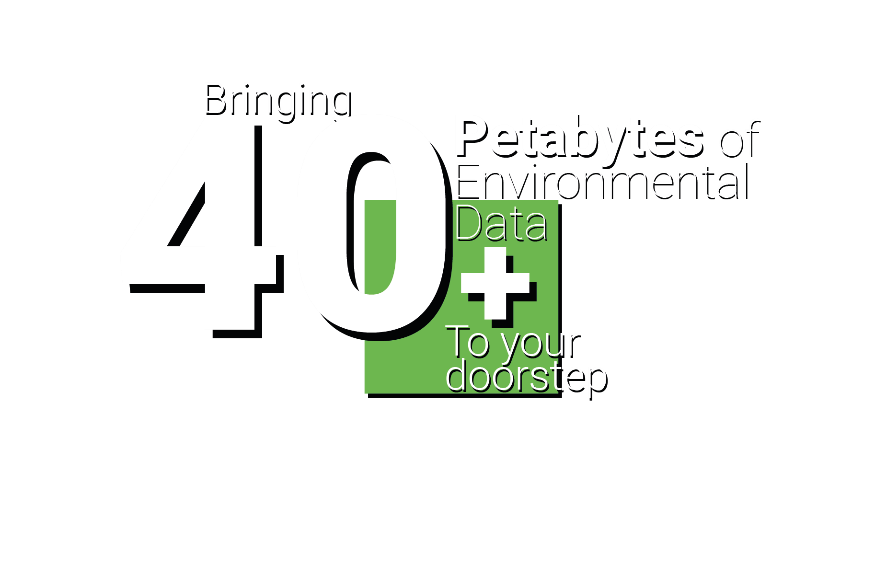 Bringing
40+
Petabytes of
Environmental
Data
To your
doorstep